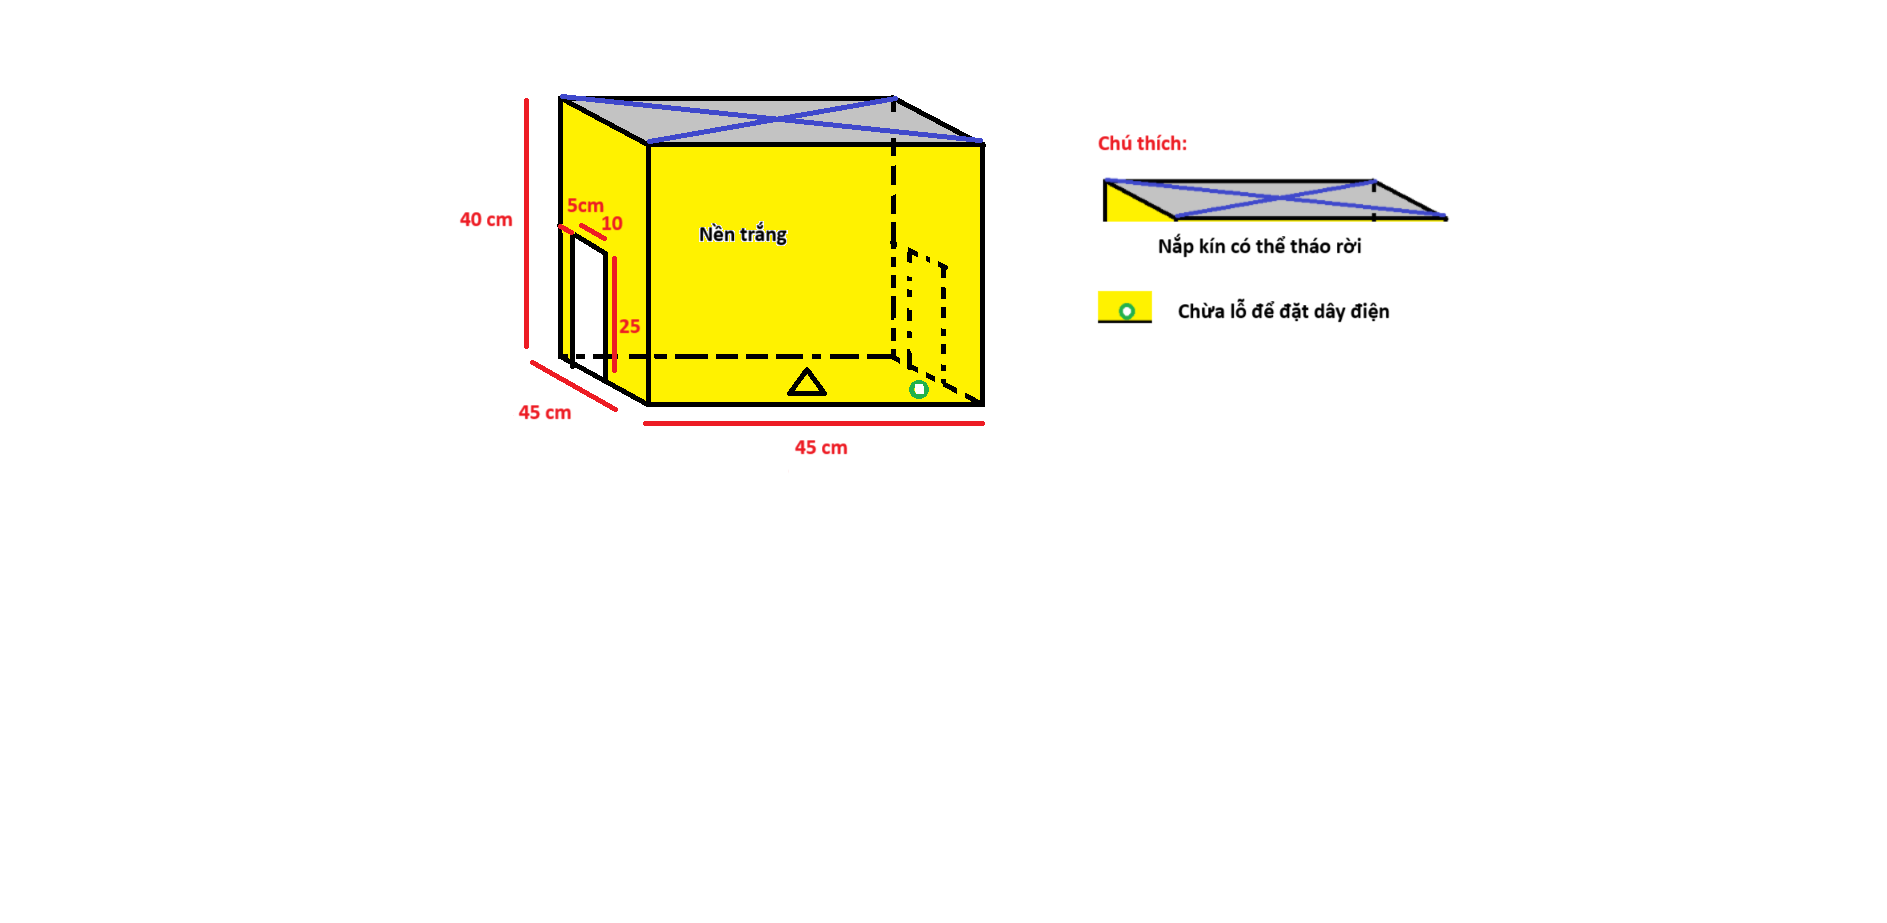 5cm
10
40 cm
Nền trắng
25
45 cm
45 cm
Chú thích:
Nắp kín có thể tháo rời
Chừa lỗ để đặt dây điện